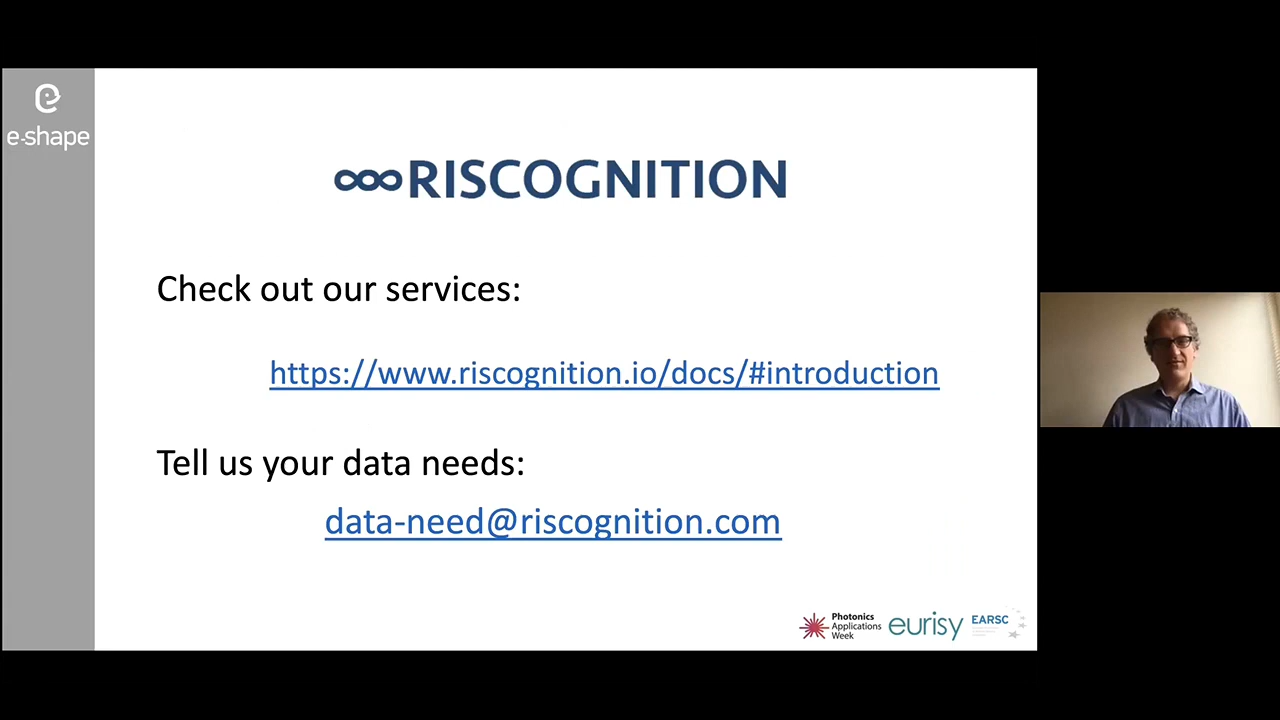 e-shape
RISCOGNITION
Check out our services:
https://www.riscognition.io/docs/#introduction
Tell us your data needs:
data-need@riscognition.com
Photonics
Applications
Week
eurisy
EARSC